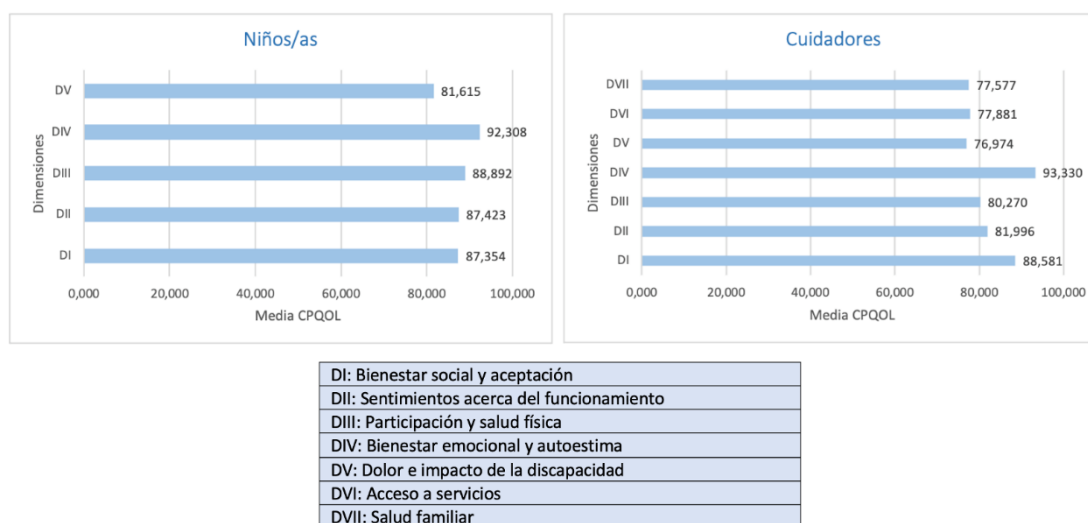 Niños/as
Dimensiones
DV
81,615
DIV
92,308
DIII
88,892
DII
87,423
DI
87,354
0,000 20,000 40,000 60,000 80,000 100,000
Media CPQOL
Cuidadores
Dimensiones
DVII
77,577
DVI
77,881
DV
76,974
DIV
93,330
DIII
80,270
DII
81,996
DI
88,581
0,000 20,000 40,000 60,000 80,000 100,000
Media CPQOL
DI: Bienestar social y aceptación
DII: Sentimientos acerca del funcionamiento
DIII: Participación y salud física
DIV: Bienestar emocional y autoestima
DV: Dolor e impacto de la discapacidad
DVI: Acceso a servicios
DVII: Salud familiar